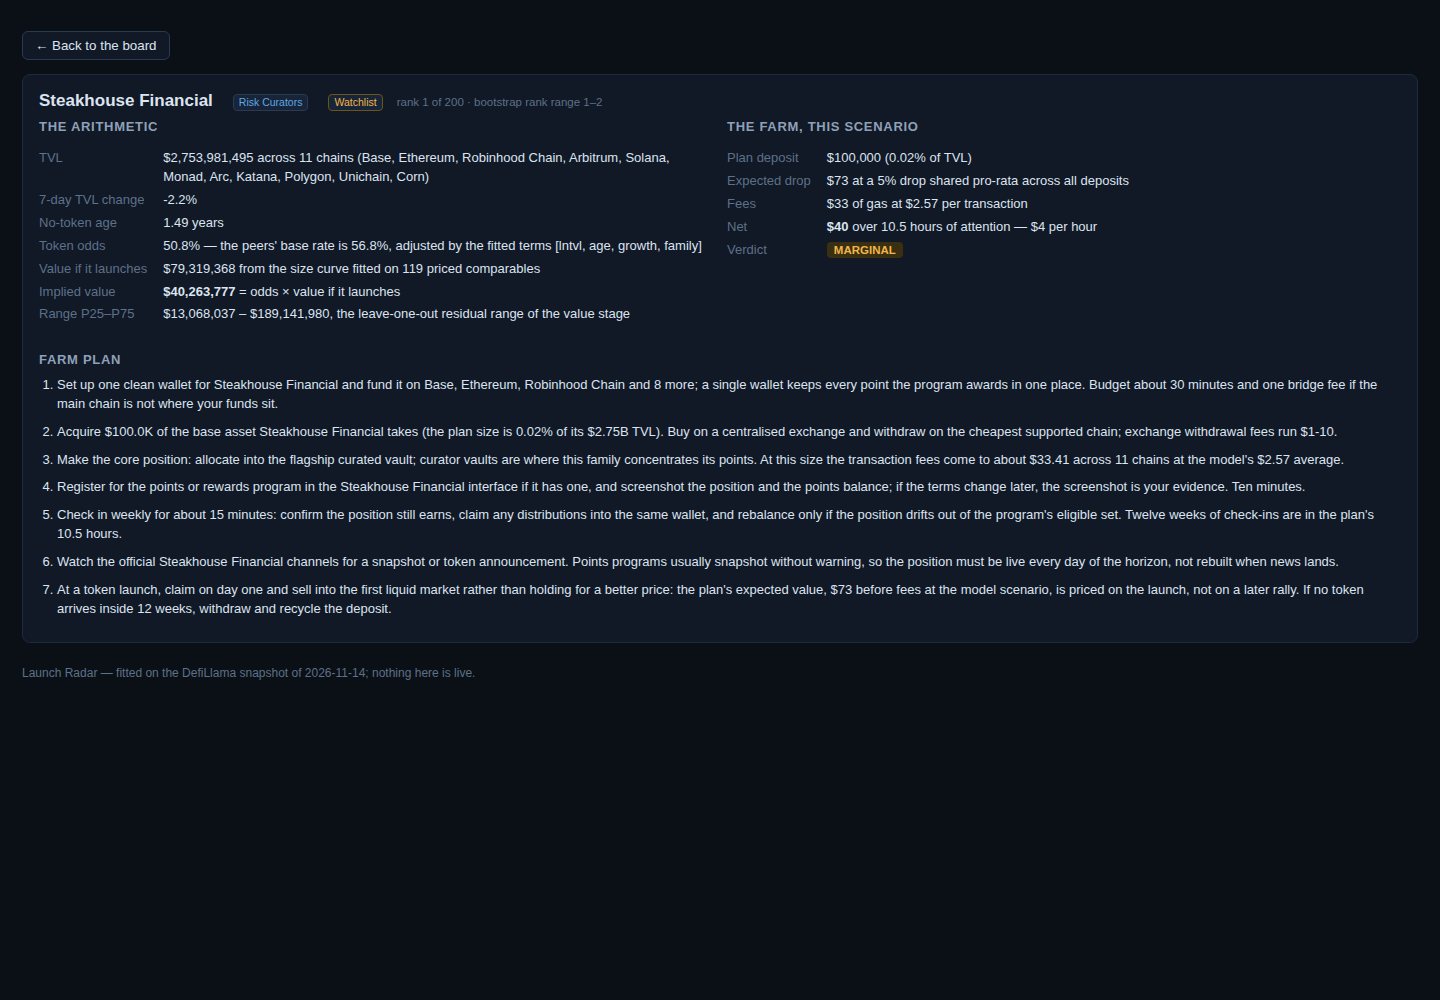 ← Back to the board
Steakhouse Financial Risk Curators Watchlist rank 1 of 200 · bootstrap rank range 1–2
THE ARITHMETIC
TVL $2,753,981,495 across 11 chains (Base, Ethereum, Robinhood Chain, Arbitrum, Solana,
Monad, Arc, Katana, Polygon, Unichain, Corn)
7-day TVL change -2.2%
No-token age 1.49 years
Token odds 50.8% — the peers' base rate is 56.8%, adjusted by the fitted terms [lntvl, age, growth, family]
Value if it launches $79,319,368 from the size curve fitted on 119 priced comparables
Implied value $40,263,777 = odds × value if it launches
Range P25–P75 $13,068,037 – $189,141,980, the leave-one-out residual range of the value stage
THE FARM, THIS SCENARIO
Plan deposit $100,000 (0.02% of TVL)
Expected drop $73 at a 5% drop shared pro-rata across all deposits
Fees $33 of gas at $2.57 per transaction
Net $40 over 10.5 hours of attention — $4 per hour
Verdict MARGINAL
FARM PLAN
1. Set up one clean wallet for Steakhouse Financial and fund it on Base, Ethereum, Robinhood Chain and 8 more; a single wallet keeps every point the program awards in one place. Budget about 30 minutes and one bridge fee if the
main chain is not where your funds sit.
2. Acquire $100.0K of the base asset Steakhouse Financial takes (the plan size is 0.02% of its $2.75B TVL). Buy on a centralised exchange and withdraw on the cheapest supported chain; exchange withdrawal fees run $1-10.
3. Make the core position: allocate into the flagship curated vault; curator vaults are where this family concentrates its points. At this size the transaction fees come to about $33.41 across 11 chains at the model's $2.57 average.
4. Register for the points or rewards program in the Steakhouse Financial interface if it has one, and screenshot the position and the points balance; if the terms change later, the screenshot is your evidence. Ten minutes.
5. Check in weekly for about 15 minutes: confirm the position still earns, claim any distributions into the same wallet, and rebalance only if the position drifts out of the program's eligible set. Twelve weeks of check-ins are in the plan's
10.5 hours.
6. Watch the official Steakhouse Financial channels for a snapshot or token announcement. Points programs usually snapshot without warning, so the position must be live every day of the horizon, not rebuilt when news lands.
7. At a token launch, claim on day one and sell into the first liquid market rather than holding for a better price: the plan's expected value, $73 before fees at the model scenario, is priced on the launch, not on a later rally. If no token
arrives inside 12 weeks, withdraw and recycle the deposit.
Launch Radar — fitted on the DefiLlama snapshot of 2026-11-14; nothing here is live.